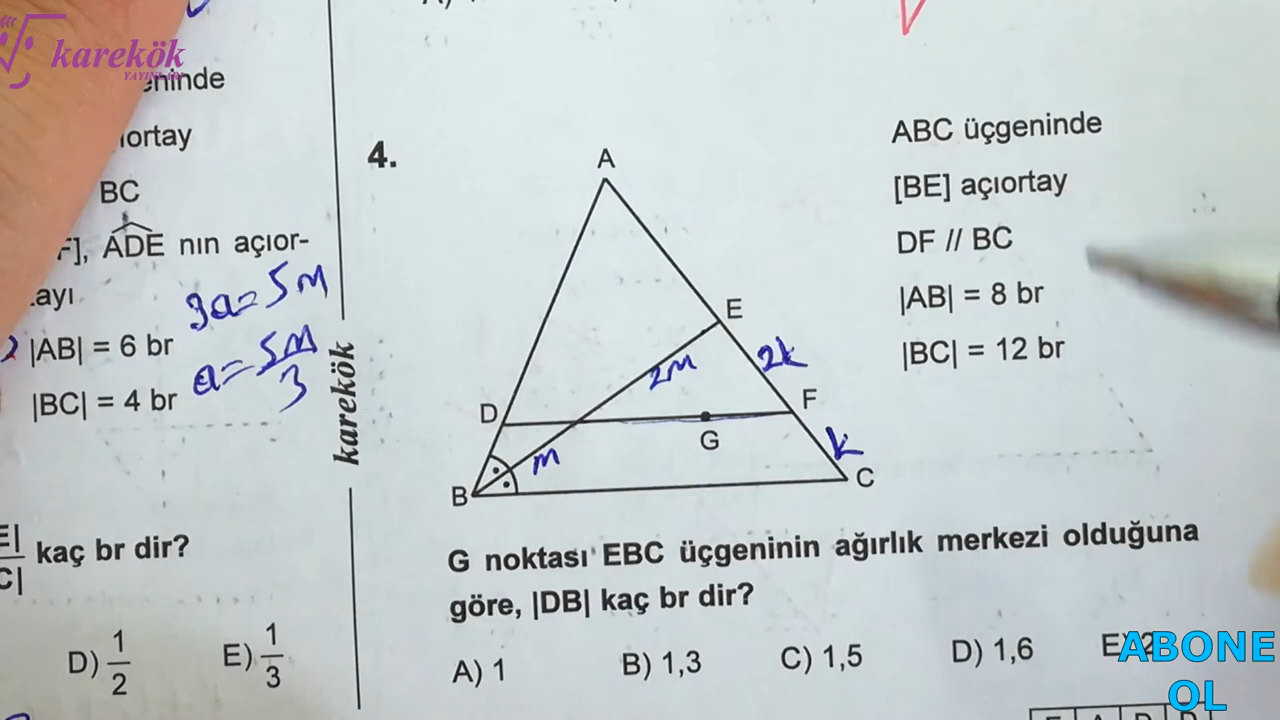 karekök
YAYINLARI
eninde
ortay
BC
F], ADE nın açıor-
ayı
|AB| = 6 br
|BC| = 4 br
3a=5m
a=5m/3
kaç br dir?
D) 1/2
E) 1/3
karekök
4.
A
E
D
F
G
B
C
2m
2k
m
k
ABC üçgeninde
[BE] açıortay
DF // BC
|AB| = 8 br
|BC| = 12 br
G noktası EBC üçgeninin ağırlık merkezi olduğuna
göre, |DB| kaç br dir?
A) 1
B) 1,3
C) 1,5
D) 1,6
E) 2
ABONE
OL